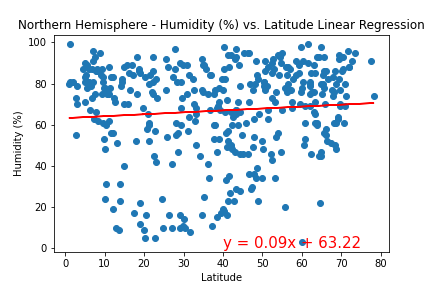 Northern Hemisphere - Humidity (%) vs. Latitude Linear Regression
100
80
60
40
20
0
Humidity (%)
y = 0.09x + 63.22
0 10 20 30 40 50 60 70 80
Latitude